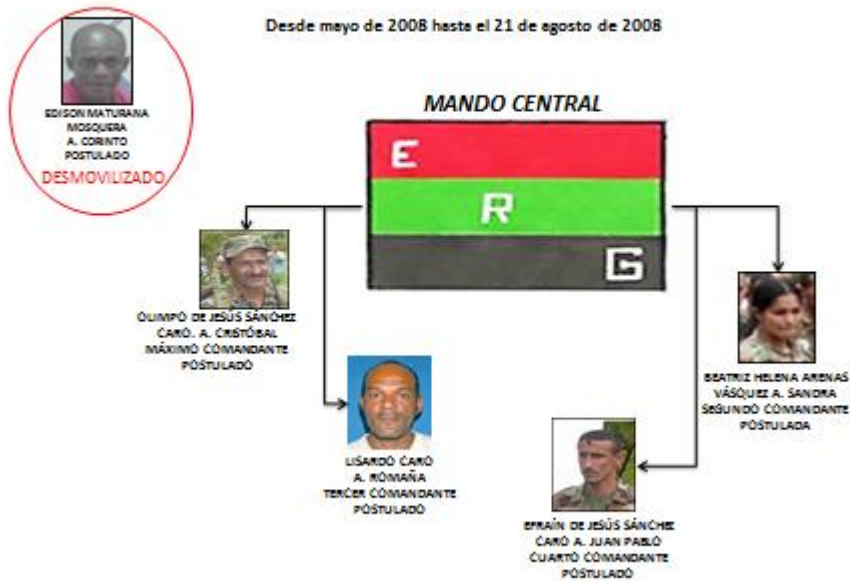 Desde mayo de 2008 hasta el 21 de agosto de 2008
EDISON MATURANA
MOSQUERA
A. CORINTO
POSTULADO
DESMOVILIZADO
MANDO CENTRAL
E
R
G
OLIMPO DE JESÚS SÁNCHEZ
CARO. A. CRISTÓBAL
MÁXIMO COMANDANTE
POSTULADO
BEATRIZ HELENA ARENAS
VÁSQUEZ A. SANDRA
SEGUNDO COMANDANTE
POSTULADA
LISARDO CARO
A. ROMAÑA
TERCER COMANDANTE
POSTULADO
EFRAÍN DE JESÚS SÁNCHEZ
CARO A. JUAN PABLO
CUARTO COMANDANTE
POSTULADO